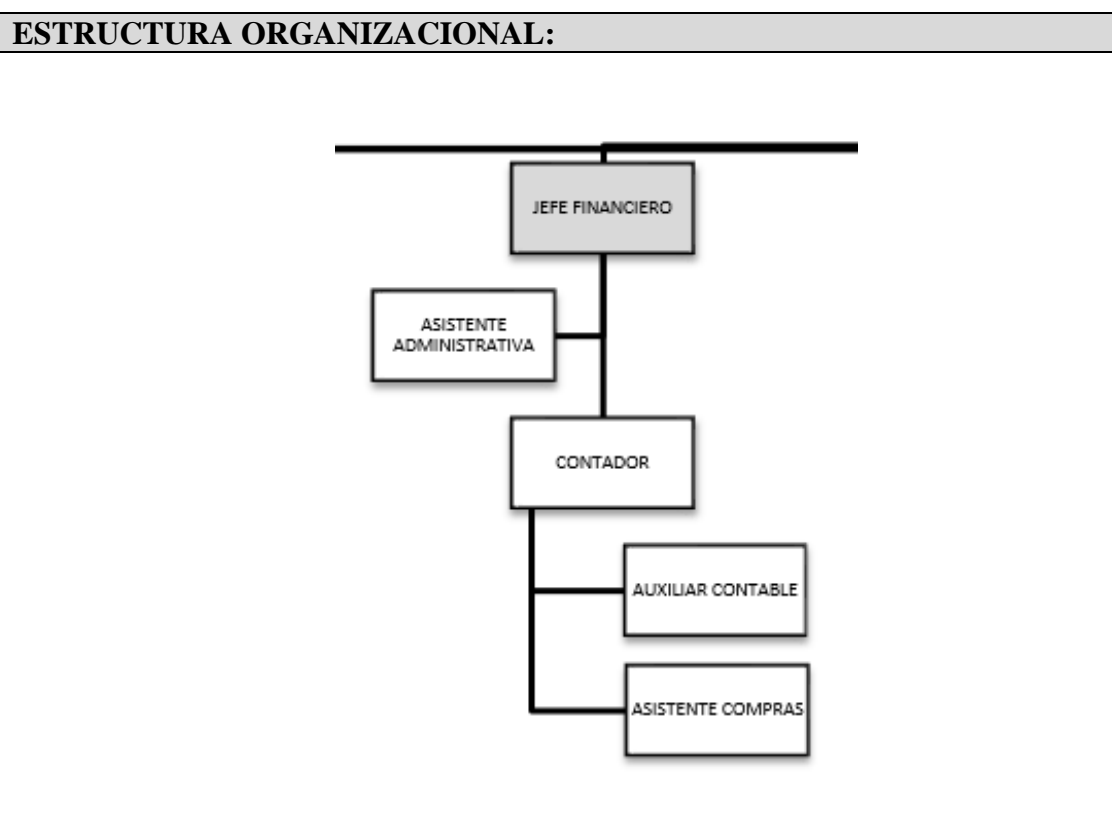 ESTRUCTURA ORGANIZACIONAL:
JEFE FINANCIERO
ASISTENTE
ADMINISTRATIVA
CONTADOR
AUXILIAR CONTABLE
ASISTENTE COMPRAS